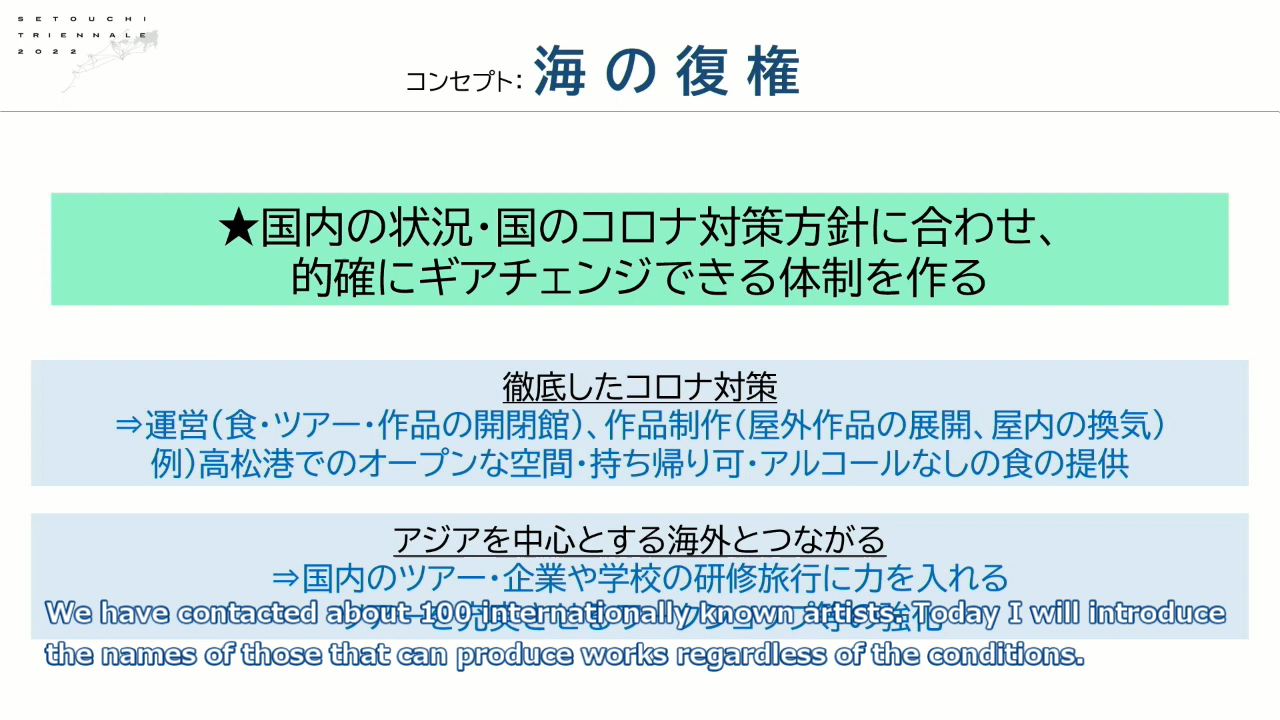 SETOUCHI
TRIENNALE
2022
コンセプト：海の復権
★国内の状況・国のコロナ対策方針に合わせ、
的確にギアチェンジできる体制を作る
徹底したコロナ対策
⇒運営（食・ツアー・作品の開閉館）、作品制作（屋外作品の展開、屋内の換気）
例）高松港でのオープンな空間・持ち帰り可・アルコールなしの食の提供
アジアを中心とする海外とつながる
⇒国内のツアー・企業や学校の研修旅行に力を入れる
We have contacted about 100 internationally known artists. Today I will introduce
the names of those that can produce works regardless of the conditions.